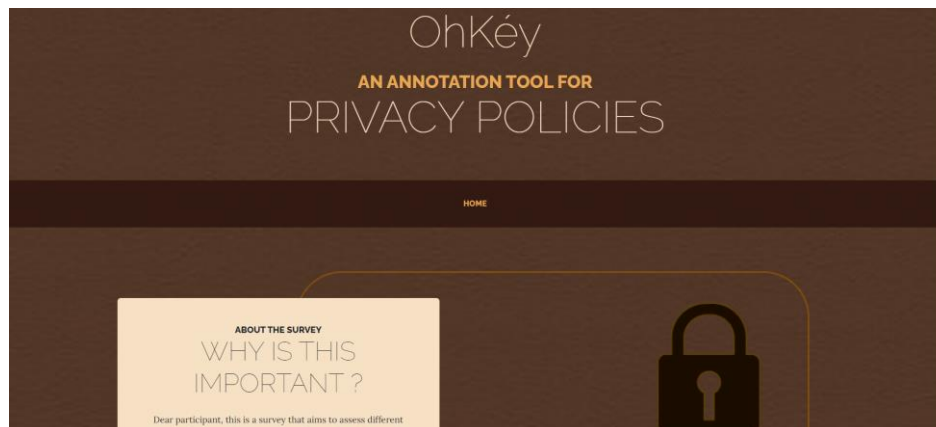 OhKéy
AN ANNOTATION TOOL FOR
PRIVACY POLICIES
HOME
ABOUT THE SURVEY
WHY IS THIS
IMPORTANT ?
Dear participant, this is a survey that aims to assess different